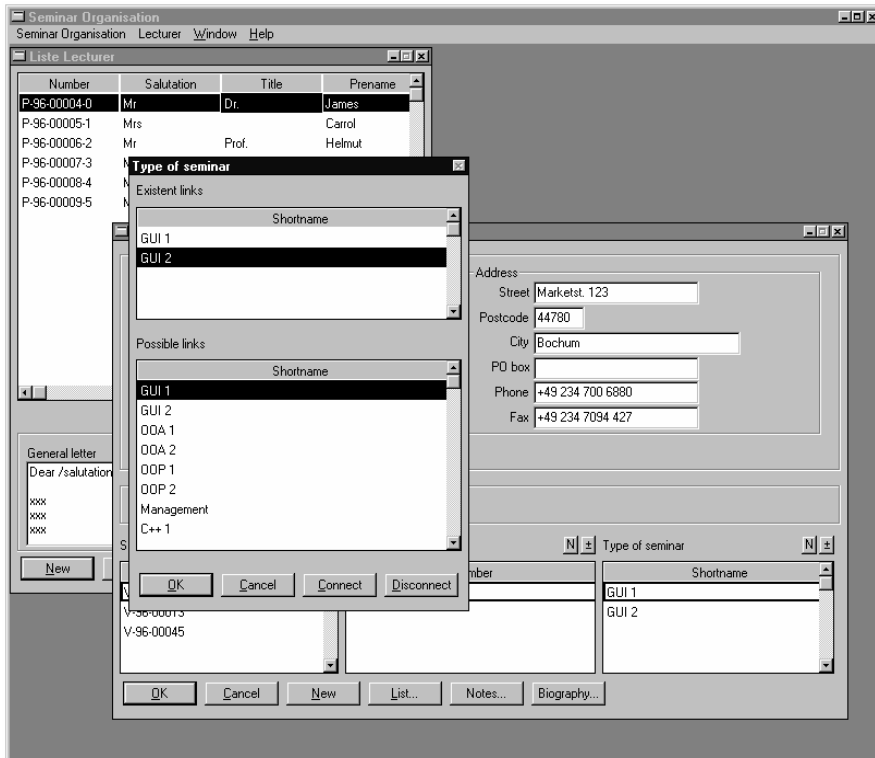 Seminar Organisation
Seminar Organisation Lecturer Window Help
Liste Lecturer
Number Salutation Title Prename
P-96-00004-0 Mr Dr. James
P-96-00005-1 Mrs Carrol
P-96-00006-2 Mr Prof. Helmut
P-96-00007-3
P-96-00008-4
P-96-00009-5
General letter
Dear /salutation
xxx
xxx
xxx
New
Type of seminar
Existent links
Shortname
GUI 1
GUI 2
Possible links
Shortname
GUI 1
GUI 2
OOA 1
OOA 2
OOP 1
OOP 2
Management
C++ 1
OK Cancel Connect Disconnect
Address
Street Marketst. 123
Postcode 44780
City Bochum
PO box
Phone +49 234 700 6880
Fax +49 234 7094 427
N ± Type of seminar N ±
Shortname
GUI 1
GUI 2
V-96-00013
V-96-00045
OK Cancel New List... Notes... Biography...